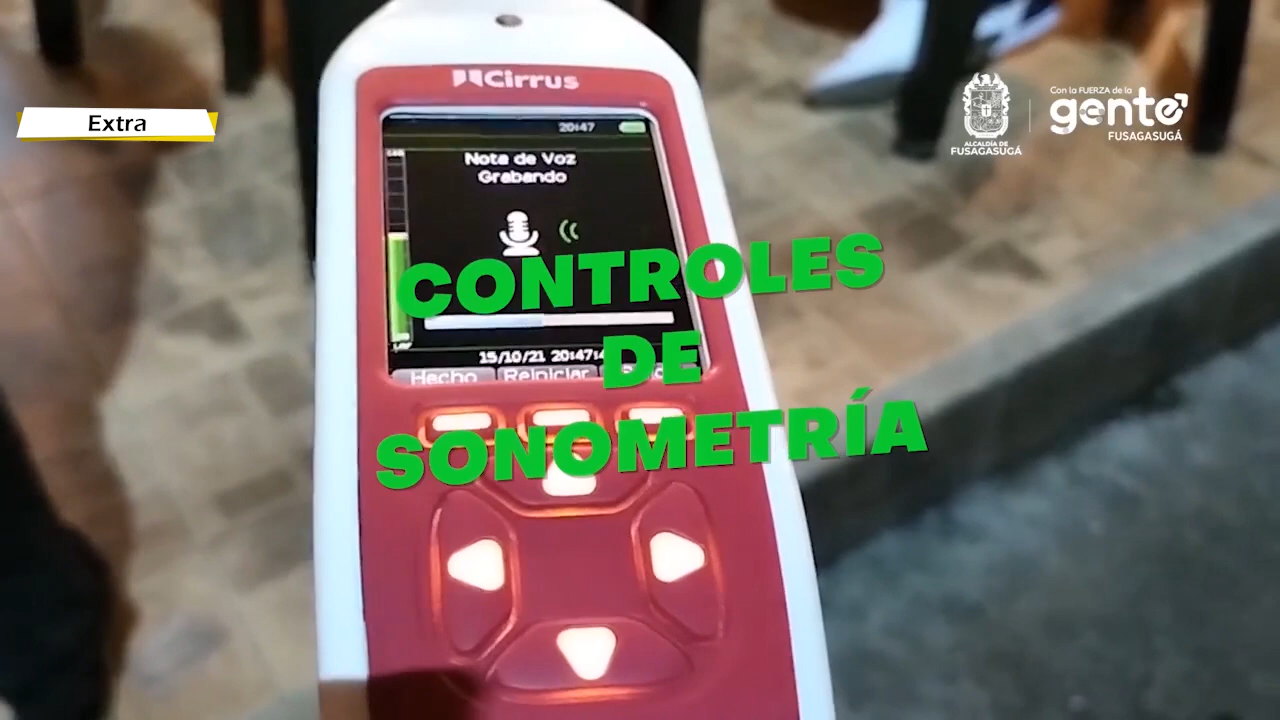 Cirrus
Extra
20:47
Nota de Voz
Grabando
CONTROLES
DE
SONOMETRÍA
15/10/21 20:47:4
Hecho Reiniciar
ALCALDÍA DE
FUSAGASUGÁ
Con la FUERZA de la
gente
FUSAGASUGÁ